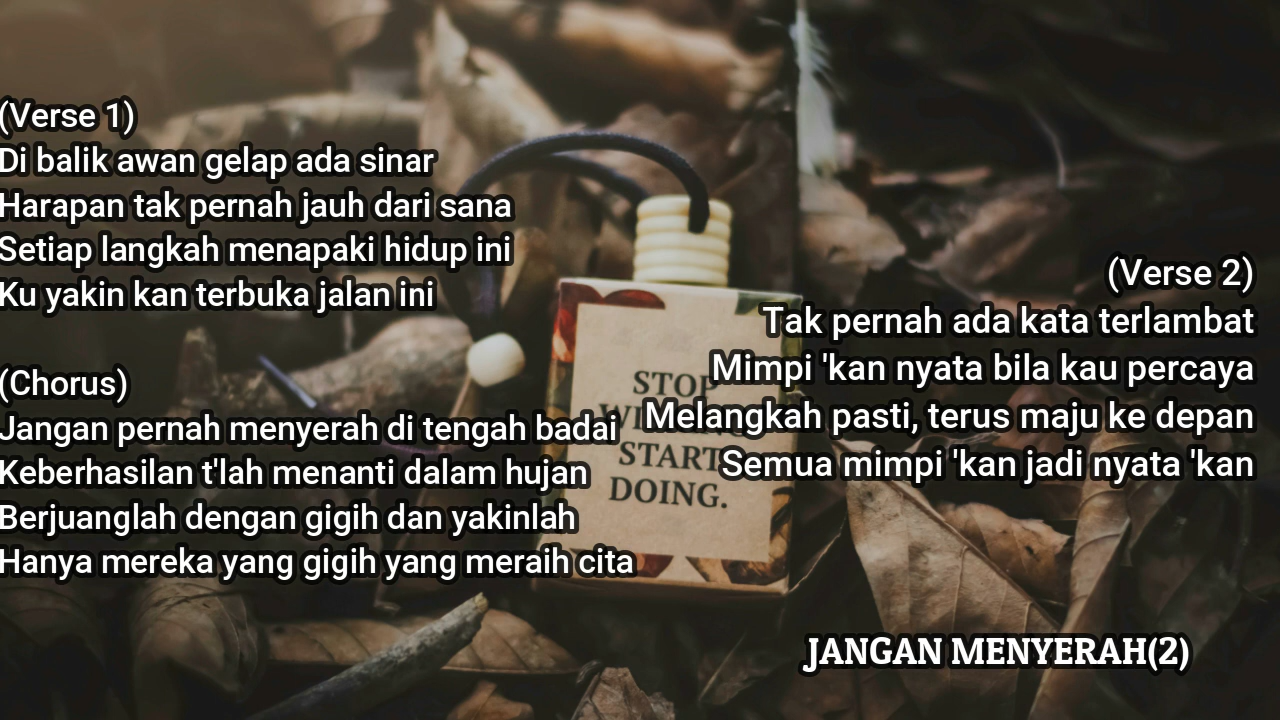 (Verse 1)
Di balik awan gelap ada sinar
Harapan tak pernah jauh dari sana
Setiap langkah menapaki hidup ini
Ku yakin kan terbuka jalan ini
(Chorus)
Jangan pernah menyerah di tengah badai
Keberhasilan t'lah menanti dalam hujan
Berjuanglah dengan gigih dan yakinlah
Hanya mereka yang gigih yang meraih cita
(Verse 2)
Tak pernah ada kata terlambat
Mimpi 'kan nyata bila kau percaya
Melangkah pasti, terus maju ke depan
Semua mimpi 'kan jadi nyata 'kan
STOP
START
DOING.
JANGAN MENYERAH(2)